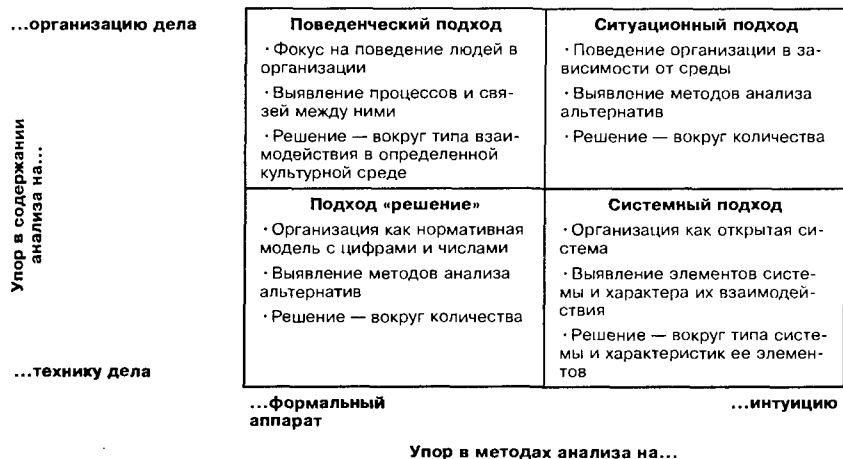 ...организацию дела
Упор в содержании
анализа на...
Поведенческий подход
· Фокус на поведение людей в
организации
· Выявление процессов и свя-
зей между ними
· Решение — вокруг типа взаи-
модействия в определенной
культурной среде
Ситуационный подход
· Поведение организации в за-
висимости от среды
· Выявление методов анализа
альтернатив
· Решение — вокруг количества
Подход «решение»
· Организация как нормативная
модель с цифрами и числами
· Выявление методов анализа
альтернатив
· Решение — вокруг количества
Системный подход
· Организация как открытая си-
стема
· Выявление элементов систе-
мы и характера их взаимодей-
ствия
· Решение — вокруг типа систе-
мы и характеристик ее элемен-
тов
...технику дела
...формальный
аппарат
...интуицию
Упор в методах анализа на...